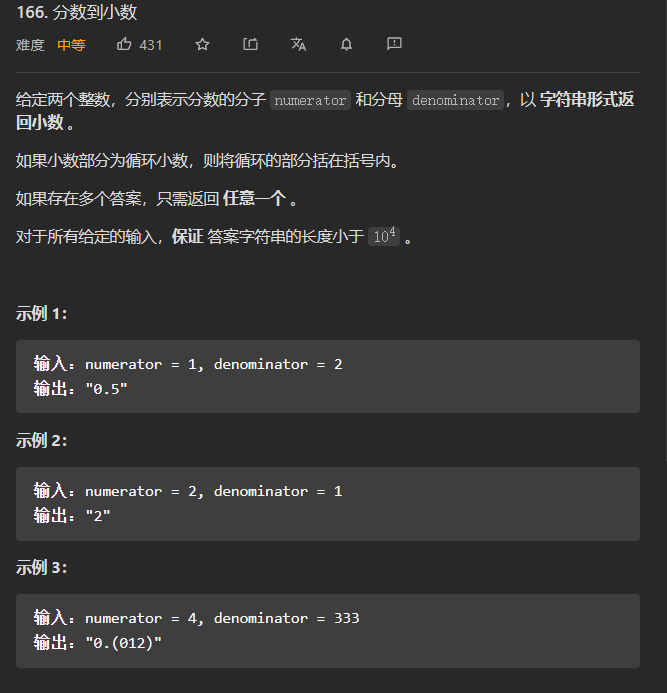 166. 分数到小数
难度 中等 431
给定两个整数，分别表示分数的分子 numerator 和分母 denominator，以 字符串形式返
回小数 。
如果小数部分为循环小数，则将循环的部分括在括号内。
如果存在多个答案，只需返回 任意一个 。
对于所有给定的输入，保证 答案字符串的长度小于 10⁴ 。
示例 1：
输入：numerator = 1, denominator = 2
输出："0.5"
示例 2：
输入：numerator = 2, denominator = 1
输出："2"
示例 3：
输入：numerator = 4, denominator = 333
输出："0.(012)"